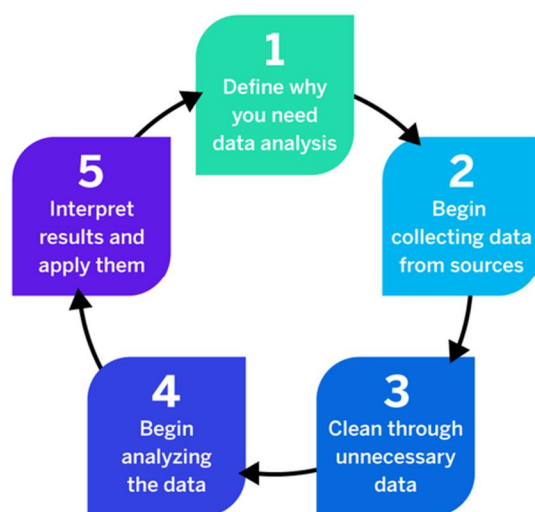 1
Define why
you need
data analysis
2
Begin
collecting data
from sources
3
Clean through
unnecessary
data
4
Begin
analyzing
the data
5
Interpret
results and
apply them